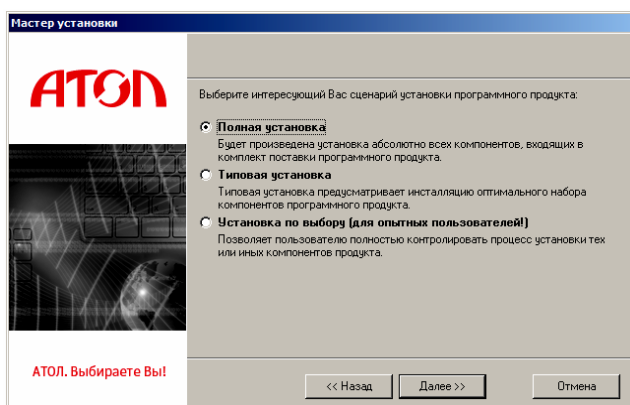 Мастер установки
АТОЛ
Выберите интересующий Вас сценарий установки программного продукта:
Полная установка
Будет произведена установка абсолютно всех компонентов, входящих в
комплект поставки программного продукта.
Типовая установка
Типовая установка предусматривает инсталляцию оптимального набора
компонентов программного продукта.
Установка по выбору (для опытных пользователей!)
Позволяет пользователю полностью контролировать процесс установки тех
или иных компонентов продукта.
АТОЛ. Выбираете Вы!
<< Назад
Далее >>
Отмена